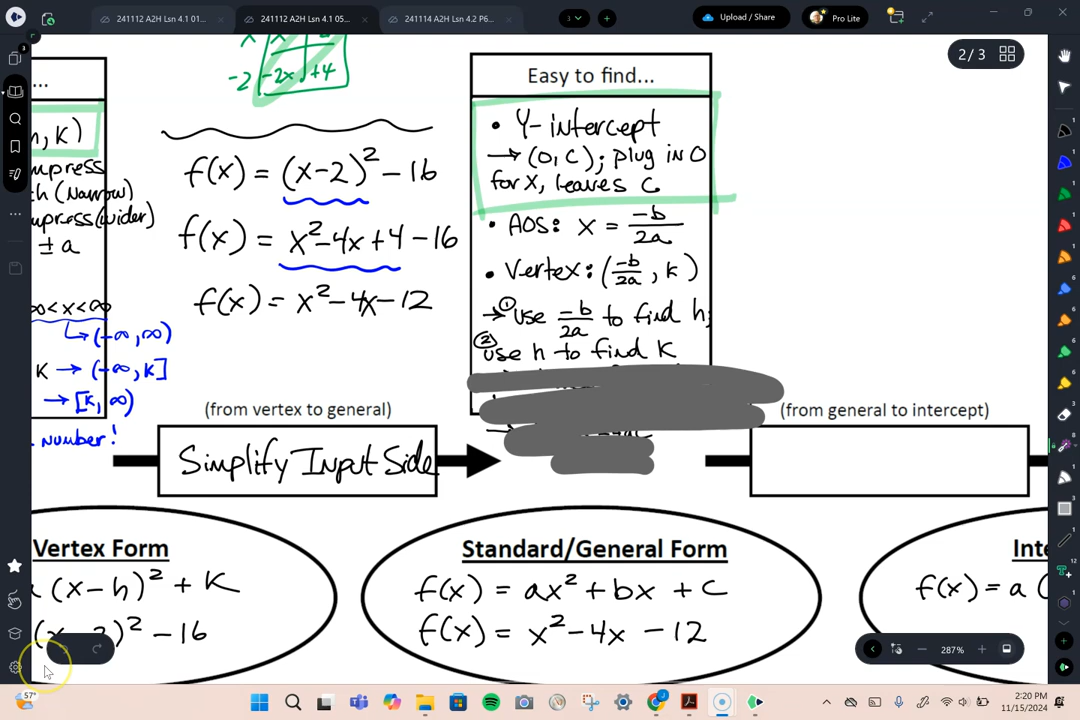 241112 A2H Lsn 4.1 01...
241112 A2H Lsn 4.1 05...
241114 A2H Lsn 4.2 P6...
3
Upload / Share
Pro Lite
2/3
-2
-2x
+4
Easy to find...
, K)
• Y-intercept
→ (0, C); plug in 0
for X, leaves C.
• AOS: X = -b/2a
• Vertex: (-b/2a, K)
→ ① Use -b/2a to find h;
② use h to find K
(Narrow)
(wider)
± a
<x<∞
↳ (-∞, ∞)
K → (-∞, K]
→ [K, ∞)
number!
f(x) = (x-2)² - 16
f(x) = x² - 4x + 4 - 16
f(x) = x² - 4x - 12
(from vertex to general)
Simplify Input Side
(from general to intercept)
Vertex Form
(x-h)² + K
)² - 16
Standard/General Form
f(x) = ax² + bx + C
f(x) = x² - 4x - 12
Inte
f(x) = a (
287%
57°
2:20 PM
11/15/2024